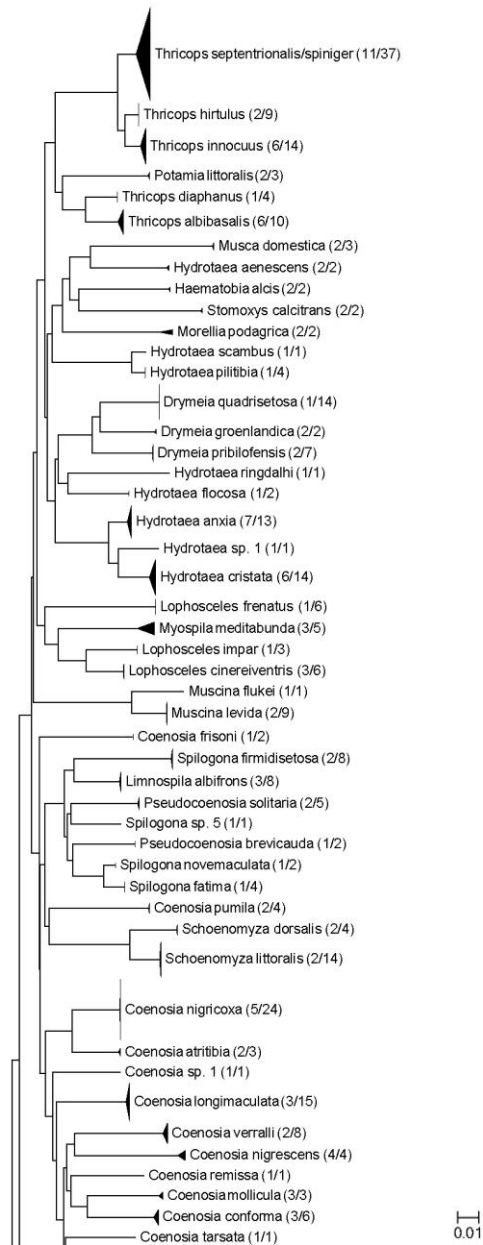 Thricops septentrionalis/spiniger (11/37)
Thricops hirtulus (2/9)
Thricops innocuus (6/14)
Potamia littoralis (2/3)
Thricops diaphanus (1/4)
Thricops albibasalis (6/10)
Musca domestica (2/3)
Hydrotaea aenescens (2/2)
Haematobia alcis (2/2)
Stomoxys calcitrans (2/2)
Morellia podagrica (2/2)
Hydrotaea scambus (1/1)
Hydrotaea pilitibia (1/4)
Drymeia quadrisetosa (1/14)
Drymeia groenlandica (2/2)
Drymeia pribilofensis (2/7)
Hydrotaea ringdalhi (1/1)
Hydrotaea flocosa (1/2)
Hydrotaea anxia (7/13)
Hydrotaea sp. 1 (1/1)
Hydrotaea cristata (6/14)
Lophosceles frenatus (1/6)
Myospila meditabunda (3/5)
Lophosceles impar (1/3)
Lophosceles cinereiventris (3/6)
Muscina flukei (1/1)
Muscina levida (2/9)
Coenosia frisoni (1/2)
Spilogona firmidisetosa (2/8)
Limnospila albifrons (3/8)
Pseudocoenosia solitaria (2/5)
Spilogona sp. 5 (1/1)
Pseudocoenosia brevicauda (1/2)
Spilogona novemaculata (1/2)
Spilogona fatima (1/4)
Coenosia pumila (2/4)
Schoenomyza dorsalis (2/4)
Schoenomyza littoralis (2/14)
Coenosia nigricoxa (5/24)
Coenosia atritibia (2/3)
Coenosia sp. 1 (1/1)
Coenosia longimaculata (3/15)
Coenosia verralli (2/8)
Coenosia nigrescens (4/4)
Coenosia remissa (1/1)
Coenosia mollicula (3/3)
Coenosia conforma (3/6)
Coenosia tarsata (1/1)
0.01